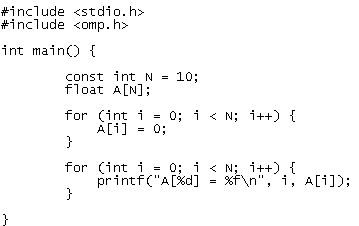 #include <stdio.h>
#include <omp.h>

int main() {

        const int N = 10;
        float A[N];

        for (int i = 0; i < N; i++) {
            A[i] = 0;
        }

        for (int i = 0; i < N; i++) {
            printf("A[%d] = %f\n", i, A[i]);
        }

}